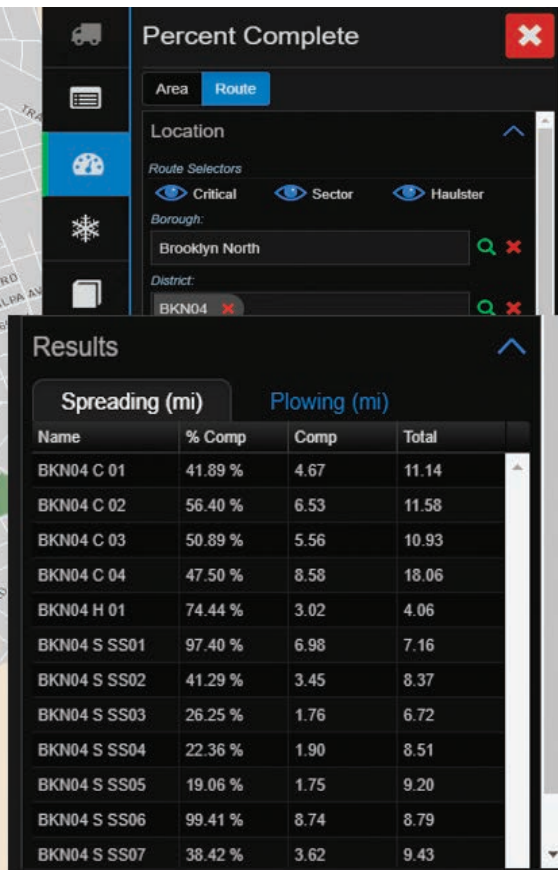 Percent Complete
Area Route
Location
Route Selectors
Critical Sector Haulster
Borough:
Brooklyn North
District:
BKN04
Results
Spreading (mi) Plowing (mi)
Name % Comp Comp Total
BKN04 C 01 41.89 % 4.67 11.14
BKN04 C 02 56.40 % 6.53 11.58
BKN04 C 03 50.89 % 5.56 10.93
BKN04 C 04 47.50 % 8.58 18.06
BKN04 H 01 74.44 % 3.02 4.06
BKN04 S SS01 97.40 % 6.98 7.16
BKN04 S SS02 41.29 % 3.45 8.37
BKN04 S SS03 26.25 % 1.76 6.72
BKN04 S SS04 22.36 % 1.90 8.51
BKN04 S SS05 19.06 % 1.75 9.20
BKN04 S SS06 99.41 % 8.74 8.79
BKN04 S SS07 38.42 % 3.62 9.43